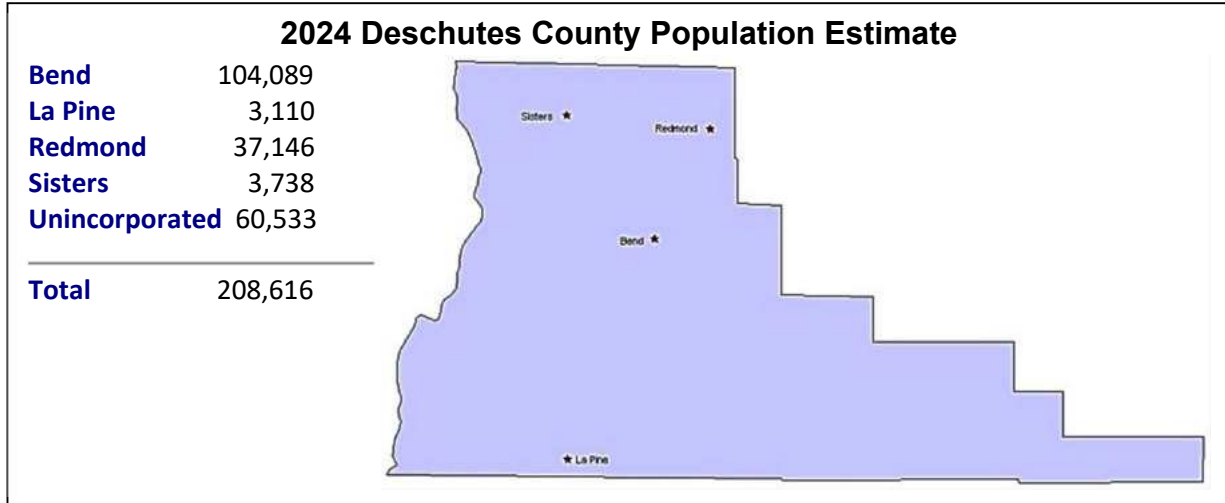 2024 Deschutes County Population Estimate
Bend 104,089
La Pine 3,110
Redmond 37,146
Sisters 3,738
Unincorporated 60,533
Total 208,616
Sisters
Redmond
Bend
La Pine